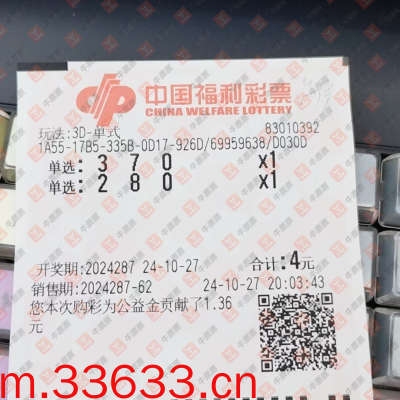 中国福利彩票
CHINA WELFARE LOTTERY
玩法:3D-单式 83010392
1A55-17B5-335B-0D17-926D/69959638/D030D
单选: 3 7 0 x1
单选: 2 8 0 x1
开奖期:2024287 24-10-27 合计:4元
销售期:2024287-62 24-10-27 20:03:43
您本次购彩为公益金贡献了1.36
元
m.33633.cn